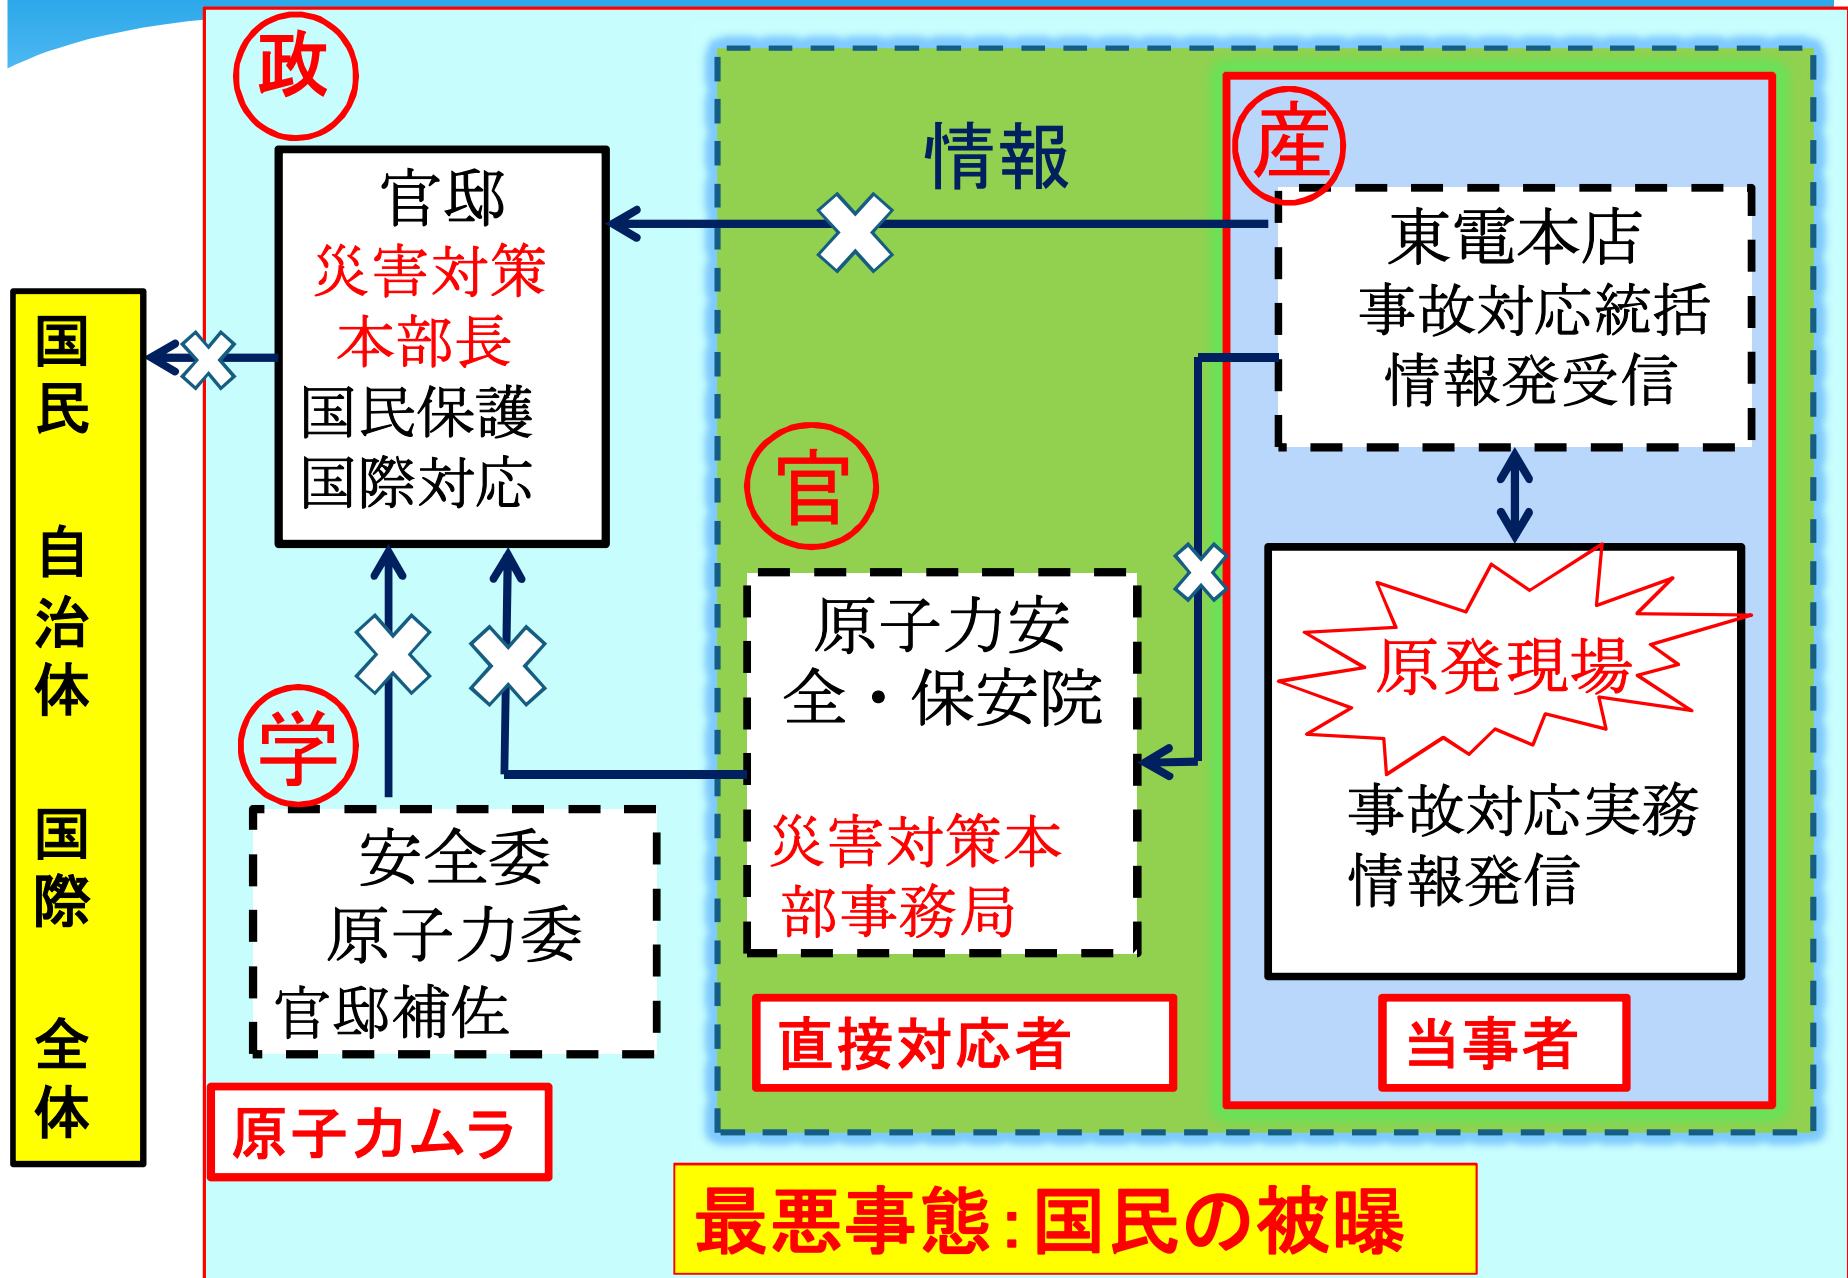 政
官邸
災害対策
本部長
国民保護
国際対応
情報
産
東電本店
事故対応統括
情報発受信
国民 自治体 国際 全体
官
原子力安
全・保安院
災害対策本
部事務局
原発現場
事故対応実務
情報発信
学
安全委
原子力委
官邸補佐
直接対応者
当事者
原子力ムラ
最悪事態：国民の被曝